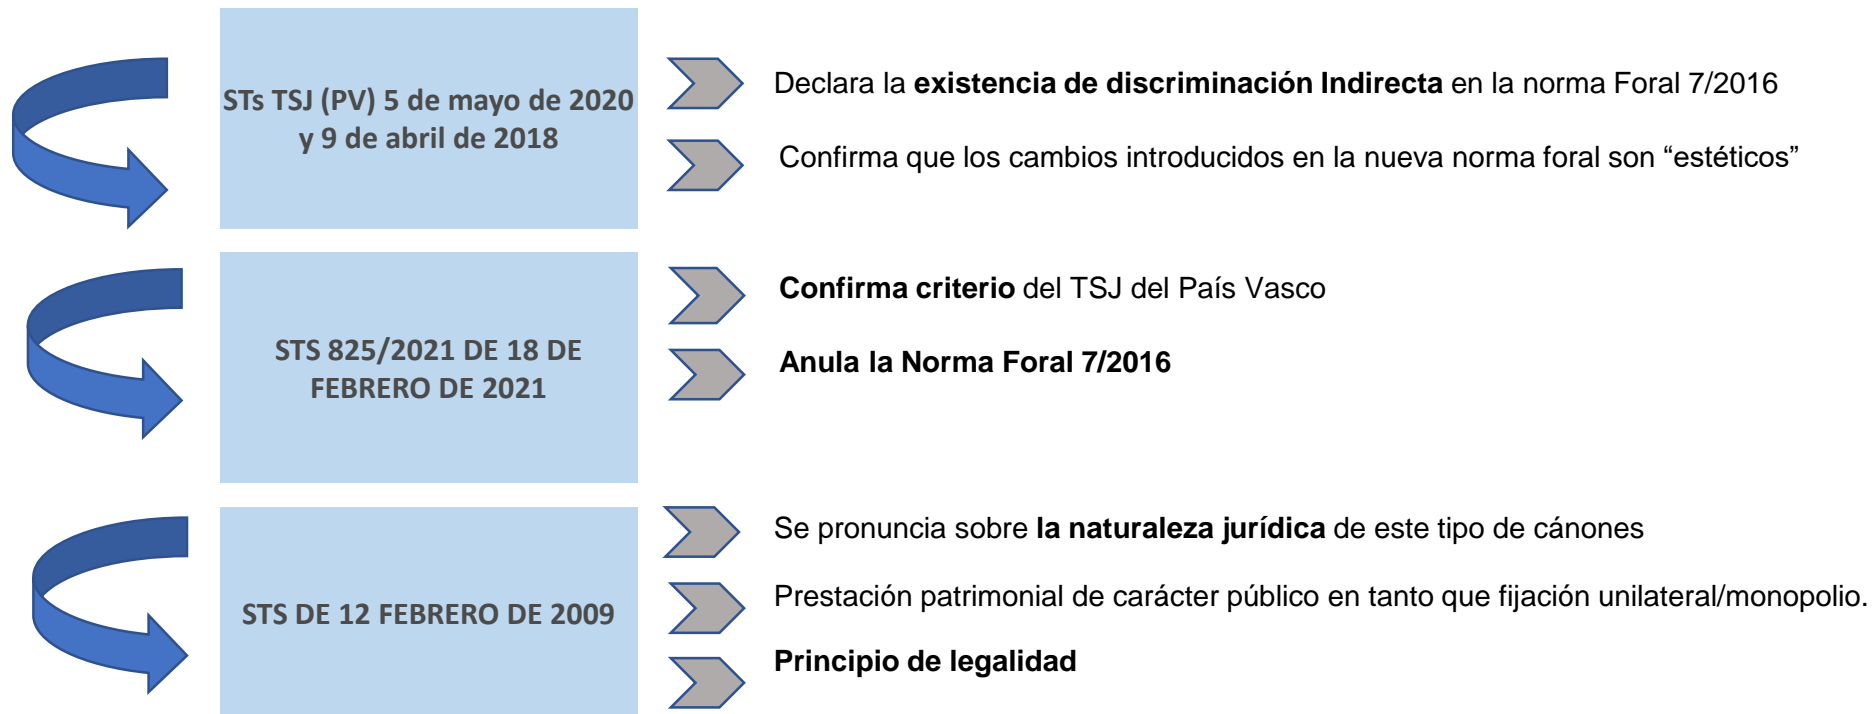 STs TSJ (PV) 5 de mayo de 2020
y 9 de abril de 2018
Declara la existencia de discriminación Indirecta en la norma Foral 7/2016
Confirma que los cambios introducidos en la nueva norma foral son “estéticos”
STS 825/2021 DE 18 DE
FEBRERO DE 2021
Confirma criterio del TSJ del País Vasco
Anula la Norma Foral 7/2016
STS DE 12 FEBRERO DE 2009
Se pronuncia sobre la naturaleza jurídica de este tipo de cánones
Prestación patrimonial de carácter público en tanto que fijación unilateral/monopolio.
Principio de legalidad